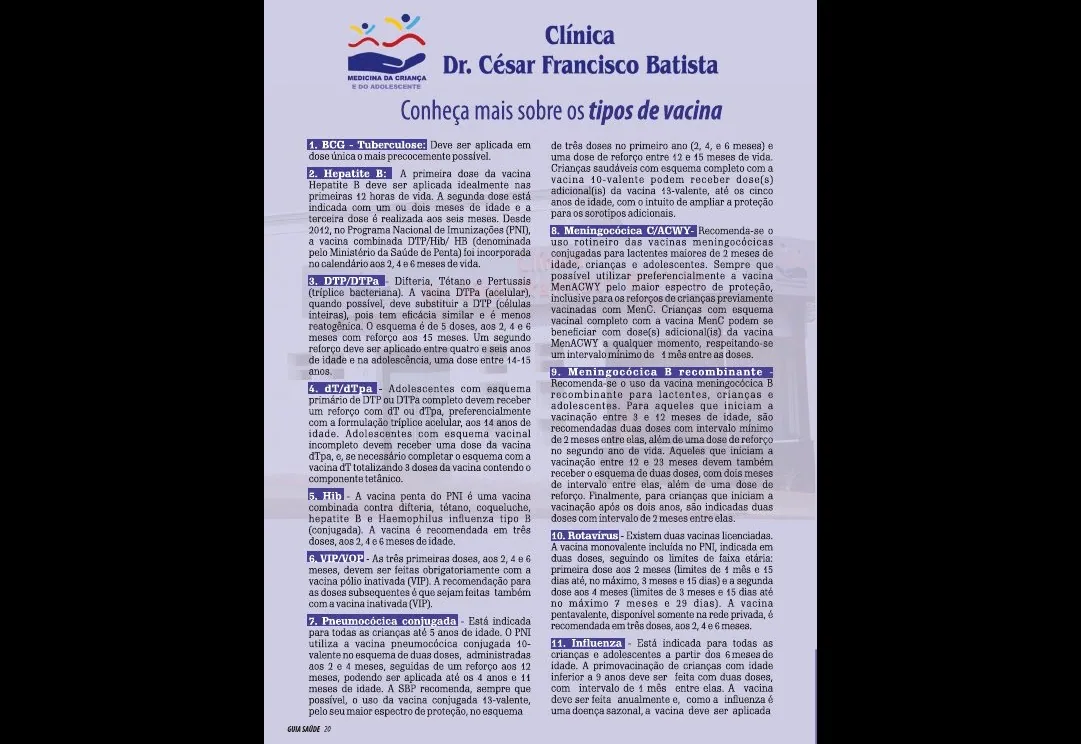 MEDICINA DA CRIANÇA
E DO ADOLESCENTE
Clínica
Dr. César Francisco Batista
Conheça mais sobre os tipos de vacina
1. BCG - Tuberculose: Deve ser aplicada em
dose única o mais precocemente possível.
2. Hepatite B: A primeira dose da vacina
Hepatite B deve ser aplicada idealmente nas
primeiras 12 horas de vida. A segunda dose está
indicada com um ou dois meses de idade e a
terceira dose é realizada aos seis meses. Desde
2012, no Programa Nacional de Imunizações (PNI),
a vacina combinada DTP/Hib/ HB (denominada
pelo Ministério da Saúde de Penta) foi incorporada
no calendário aos 2, 4 e 6 meses de vida.
3. DTP/DTPa - Difteria, Tétano e Pertussis
(tríplice bacteriana). A vacina DTPa (acelular),
quando possível, deve substituir a DTP (células
inteiras), pois tem eficácia similar e é menos
reatogênica. O esquema é de 5 doses, aos 2, 4 e 6
meses com reforço aos 15 meses. Um segundo
reforço deve ser aplicado entre quatro e seis anos
de idade e na adolescência, uma dose entre 14-15
anos.
4. dT/dTpa - Adolescentes com esquema
primário de DTP ou DTPa completo devem receber
um reforço com dT ou dTpa, preferencialmente
com a formulação tríplice acelular, aos 14 anos de
idade. Adolescentes com esquema vacinal
incompleto devem receber uma dose da vacina
dTpa, e, se necessário completar o esquema com a
vacina dT totalizando 3 doses da vacina contendo o
componente tetânico.
5. Hib - A vacina penta do PNI é uma vacina
combinada contra difteria, tétano, coqueluche,
hepatite B e Haemophilus influenza tipo B
(conjugada). A vacina é recomendada em três
doses, aos 2, 4 e 6 meses de idade.
6. VIP/VOP - As três primeiras doses, aos 2, 4 e 6
meses, devem ser feitas obrigatoriamente com a
vacina pólio inativada (VIP). A recomendação para
as doses subsequentes é que sejam feitas também
com a vacina inativada (VIP).
7. Pneumocócica conjugada - Está indicada
para todas as crianças até 5 anos de idade. O PNI
utiliza a vacina pneumocócica conjugada 10-
valente no esquema de duas doses, administradas
aos 2 e 4 meses, seguidas de um reforço aos 12
meses, podendo ser aplicada até os 4 anos e 11
meses de idade. A SBP recomenda, sempre que
possível, o uso da vacina conjugada 13-valente,
pelo seu maior espectro de proteção, no esquema
de três doses no primeiro ano (2, 4, e 6 meses) e
uma dose de reforço entre 12 e 15 meses de vida.
Crianças saudáveis com esquema completo com a
vacina 10-valente podem receber dose(s)
adicional(is) da vacina 13-valente, até os cinco
anos de idade, com o intuito de ampliar a proteção
para os sorotipos adicionais.
8. Meningocócica C/ACWY- Recomenda-se o
uso rotineiro das vacinas meningocócicas
conjugadas para lactentes maiores de 2 meses de
idade, crianças e adolescentes. Sempre que
possível utilizar preferencialmente a vacina
MenACWY pelo maior espectro de proteção,
inclusive para os reforços de crianças previamente
vacinadas com MenC. Crianças com esquema
vacinal completo com a vacina MenC podem se
beneficiar com dose(s) adicional(is) da vacina
MenACWY a qualquer momento, respeitando-se
um intervalo mínimo de 1 mês entre as doses.
9. Meningocócica B recombinante -
Recomenda-se o uso da vacina meningocócica B
recombinante para lactentes, crianças e
adolescentes. Para aqueles que iniciam a
vacinação entre 3 e 12 meses de idade, são
recomendadas duas doses com intervalo mínimo
de 2 meses entre elas, além de uma dose de reforço
no segundo ano de vida. Aqueles que iniciam a
vacinação entre 12 e 23 meses devem também
receber o esquema de duas doses, com dois meses
de intervalo entre elas, além de uma dose de
reforço. Finalmente, para crianças que iniciam a
vacinação após os dois anos, são indicadas duas
doses com intervalo de 2 meses entre elas.
10. Rotavírus - Existem duas vacinas licenciadas.
A vacina monovalente incluída no PNI, indicada em
duas doses, seguindo os limites de faixa etária:
primeira dose aos 2 meses (limites de 1 mês e 15
dias até, no máximo, 3 meses e 15 dias) e a segunda
dose aos 4 meses (limites de 3 meses e 15 dias até
no máximo 7 meses e 29 dias). A vacina
pentavalente, disponível somente na rede privada, é
recomendada em três doses, aos 2, 4 e 6 meses.
11. Influenza - Está indicada para todas as
crianças e adolescentes a partir dos 6 meses de
idade. A primovacinação de crianças com idade
inferior a 9 anos deve ser feita com duas doses,
com intervalo de 1 mês entre elas. A vacina
deve ser feita anualmente e, como a influenza é
uma doença sazonal, a vacina deve ser aplicada
GUIA SAÚDE 20